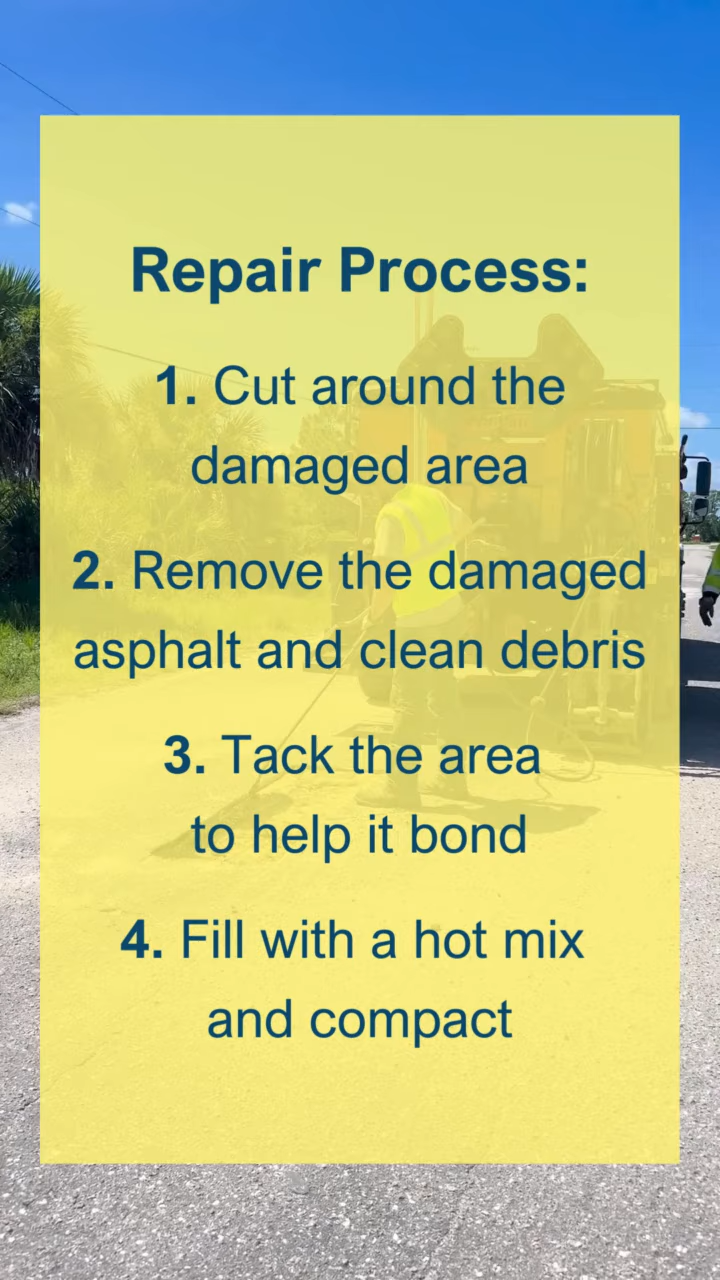 Repair Process:
1. Cut around the
damaged area
2. Remove the damaged
asphalt and clean debris
3. Tack the area
to help it bond
4. Fill with a hot mix
and compact